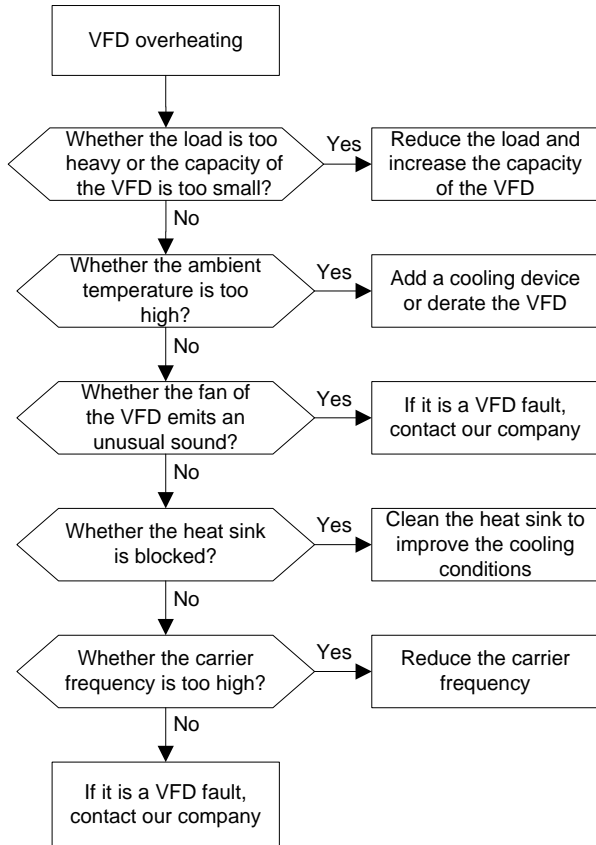 VFD overheating
Whether the load is too
heavy or the capacity of
the VFD is too small?
Yes
Reduce the load and
increase the capacity
of the VFD
No
Whether the ambient
temperature is too
high?
Yes
Add a cooling device
or derate the VFD
No
Whether the fan of
the VFD emits an
unusual sound?
Yes
If it is a VFD fault,
contact our company
No
Whether the heat sink
is blocked?
Yes
Clean the heat sink to
improve the cooling
conditions
No
Whether the carrier
frequency is too high?
Yes
Reduce the carrier
frequency
No
If it is a VFD fault,
contact our company